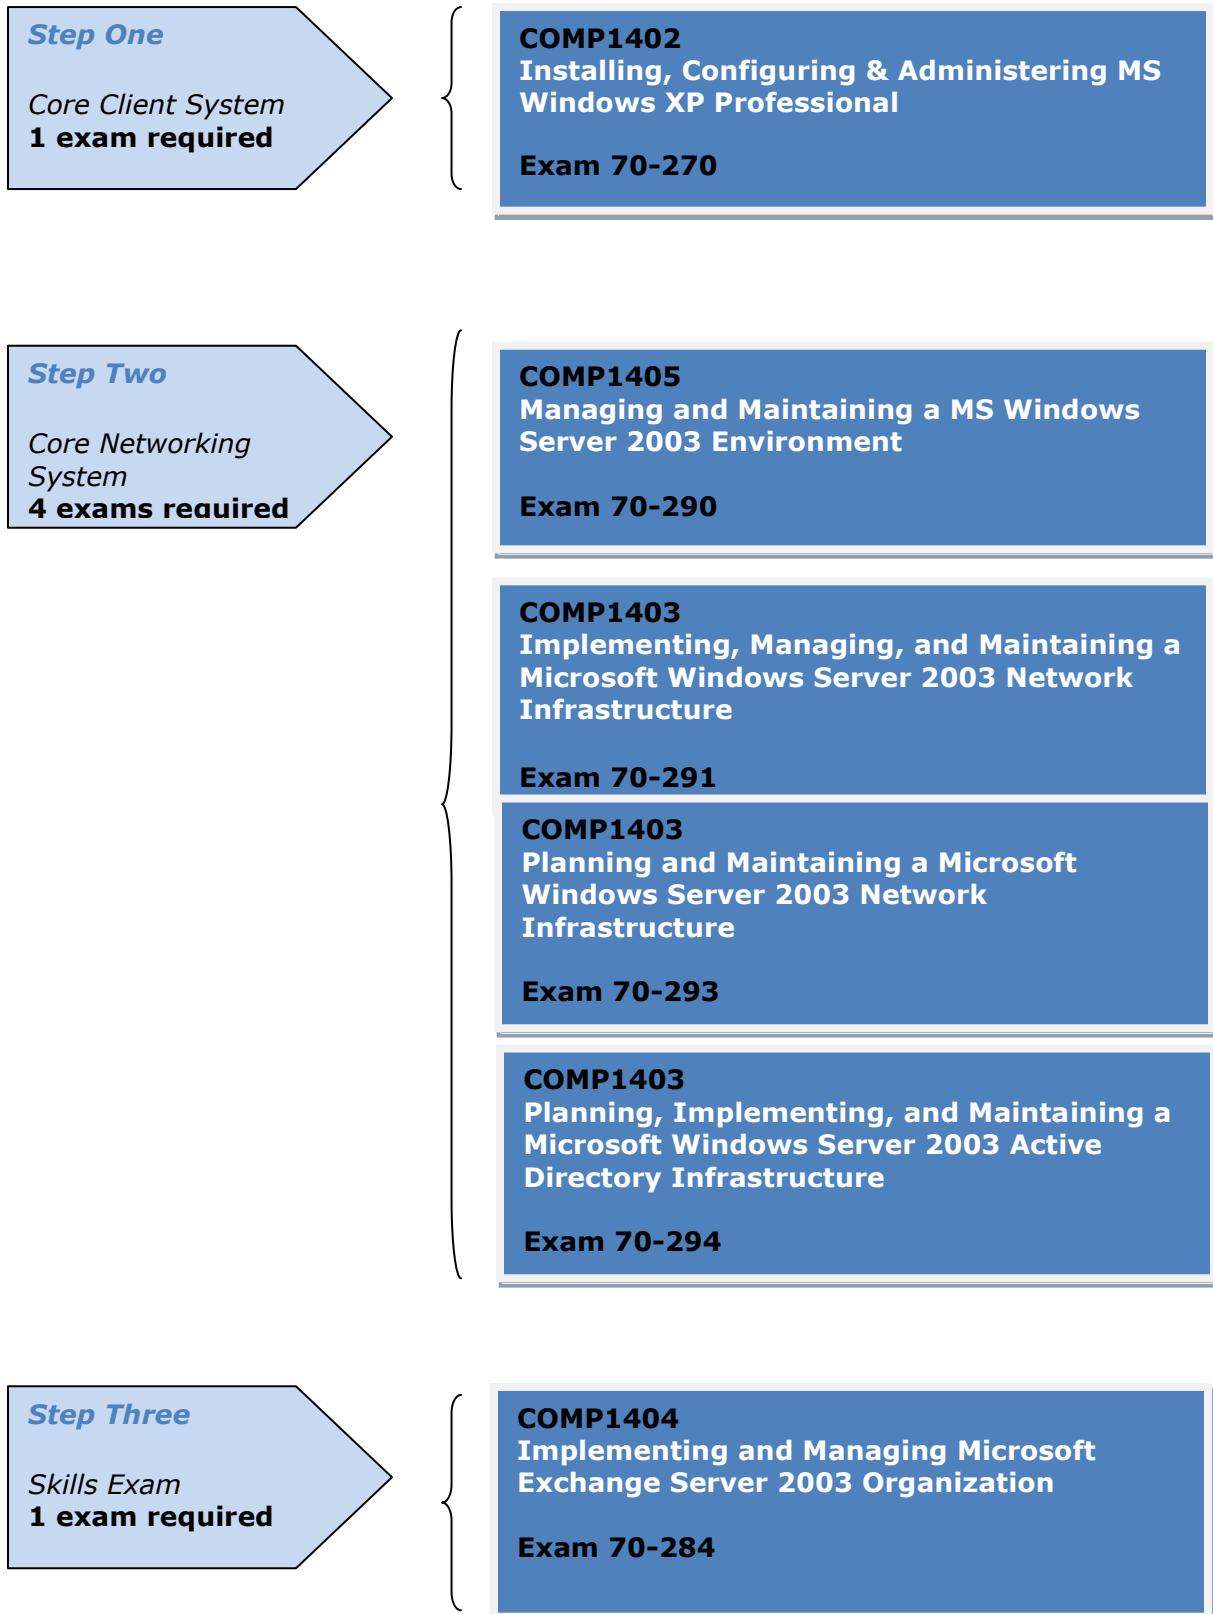 Step One
Core Client System
1 exam required
COMP1402
Installing, Configuring & Administering MS
Windows XP Professional
Exam 70-270
Step Two
Core Networking
System
4 exams required
COMP1405
Managing and Maintaining a MS Windows
Server 2003 Environment
Exam 70-290
COMP1403
Implementing, Managing, and Maintaining a
Microsoft Windows Server 2003 Network
Infrastructure
Exam 70-291
COMP1403
Planning and Maintaining a Microsoft
Windows Server 2003 Network
Infrastructure
Exam 70-293
COMP1403
Planning, Implementing, and Maintaining a
Microsoft Windows Server 2003 Active
Directory Infrastructure
Exam 70-294
Step Three
Skills Exam
1 exam required
COMP1404
Implementing and Managing Microsoft
Exchange Server 2003 Organization
Exam 70-284